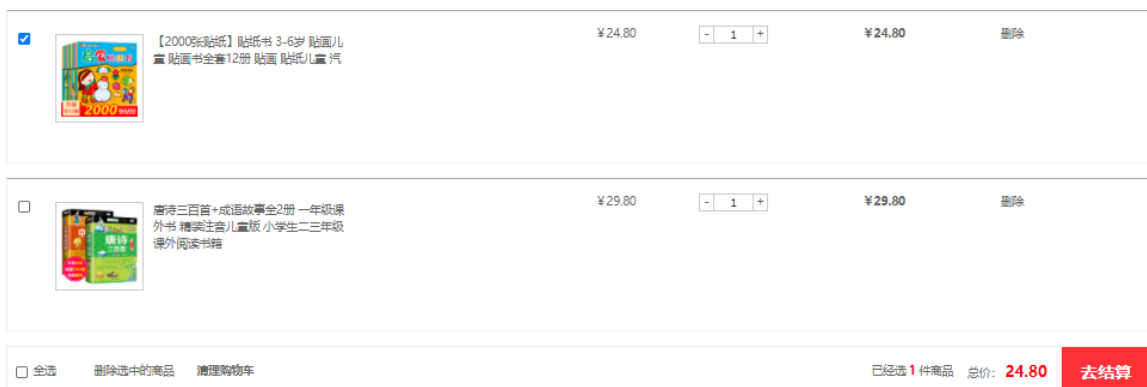 【2000张贴纸】贴纸书 3-6岁 贴画儿
童 贴画书全套12册 贴画 贴纸儿童 汽
¥24.80
- 1 +
¥24.80
删除
2000
唐诗三百首+成语故事全2册 一年级课
外书 精装注音儿童版 小学生二三年级
课外阅读书籍
¥29.80
- 1 +
¥29.80
删除
唐诗
三百首
全选
删除选中的商品
清理购物车
已经选 1 件商品
总价: 24.80
去结算